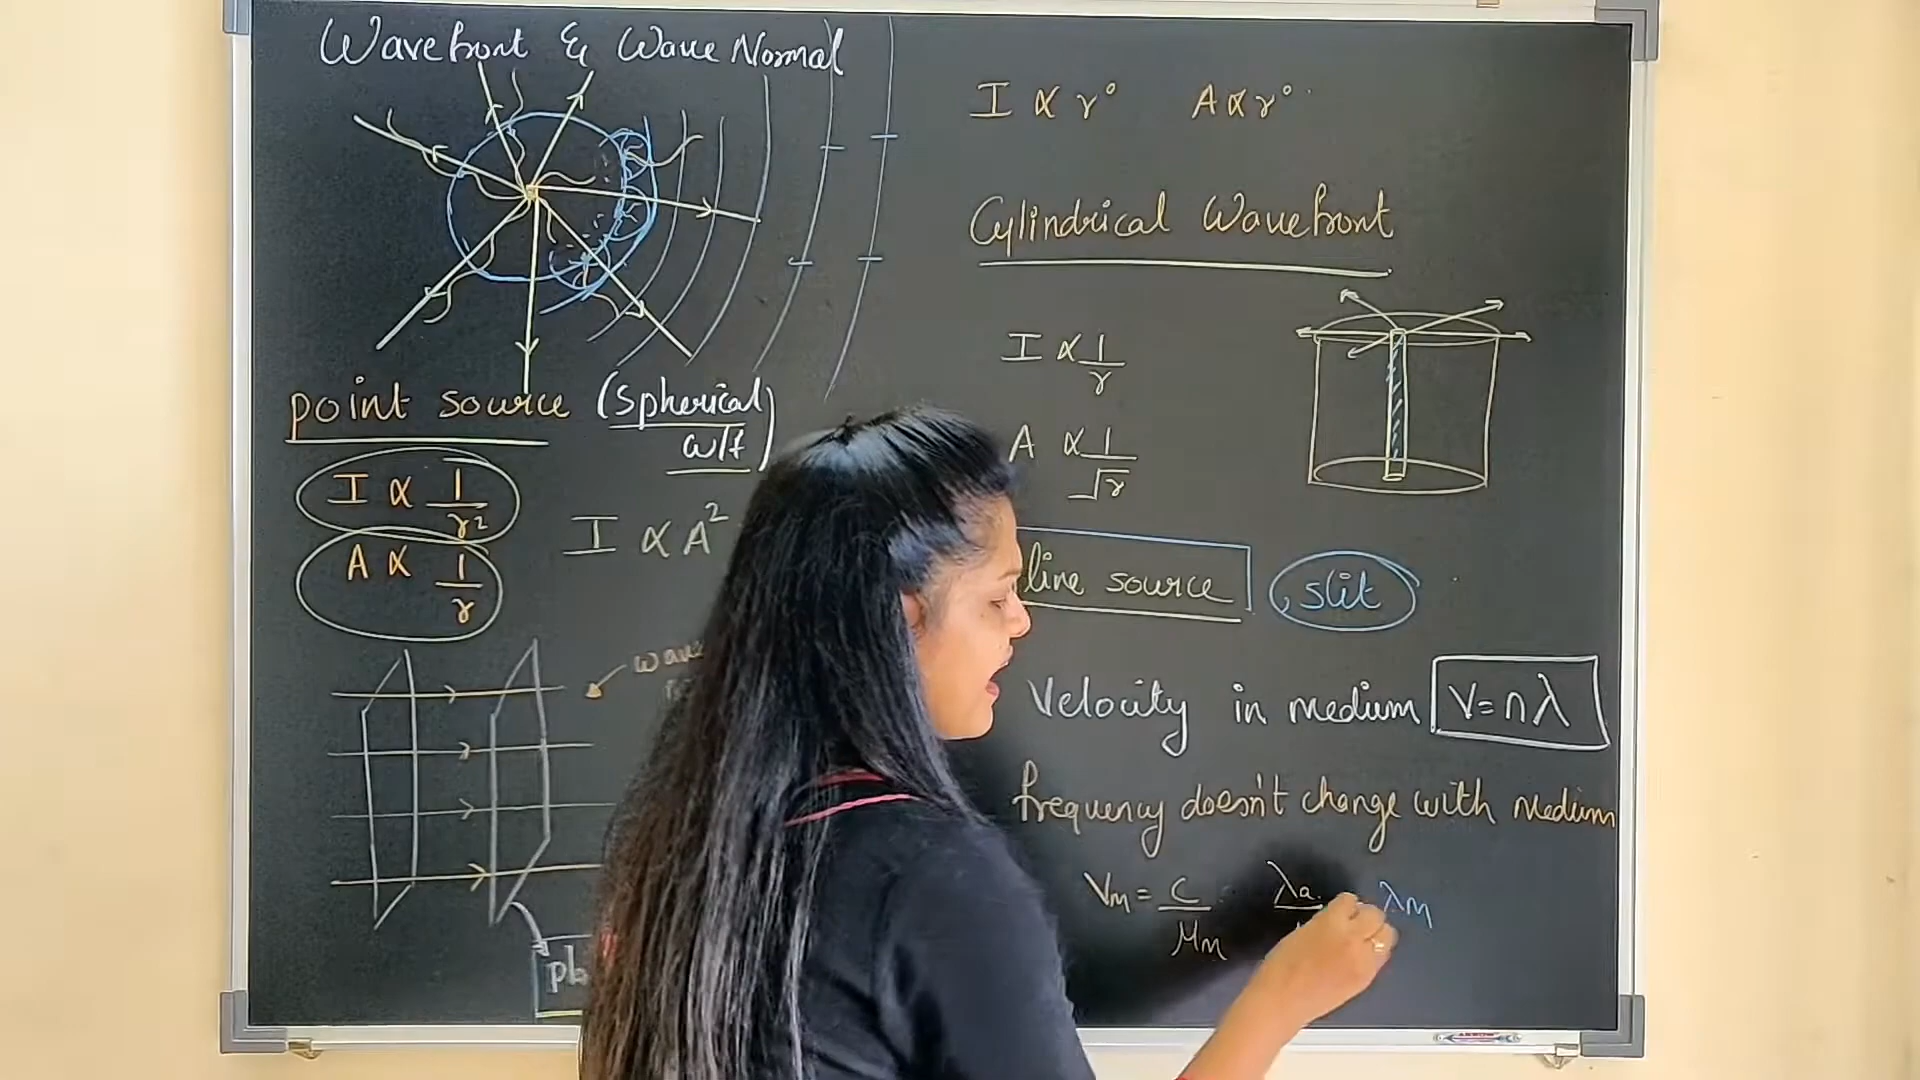 Wavefront & Wave Normal
point source (spherical
w/f)
I ∝ 1/r²
A ∝ 1/r
I ∝ A²
I ∝ r° A ∝ r°
Cylindrical Wavefront
I ∝ 1/r
A ∝ 1/√r
line source slit
Velocity in medium V=nλ
frequency doesn't change with medium
Vm = C/μm λa λm